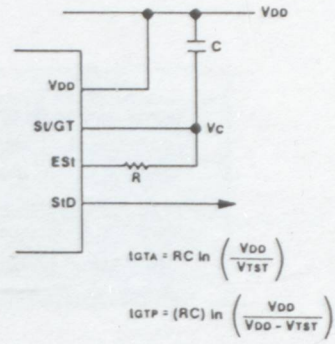 VDD
C
VDD
St/GT
VC
ESt
R
StD
tGTA = RC ln (VDD / VTST)
tGTP = (RC) ln (VDD / VDD - VTST)